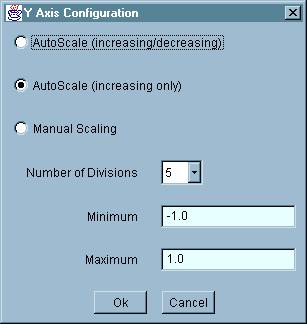 Y Axis Configuration
AutoScale (increasing/decreasing)
AutoScale (increasing only)
Manual Scaling
Number of Divisions 5
Minimum -1.0
Maximum 1.0
Ok Cancel